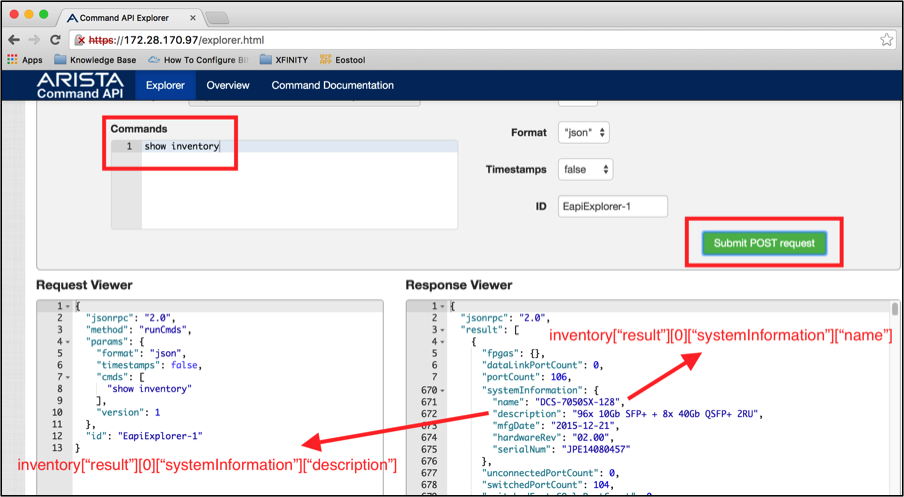 Command API Explorer
https://172.28.170.97/explorer.html
Apps Knowledge Base How To Configure XFINITY Eostool
ARISTA
Command API
Explorer Overview Command Documentation
Commands
1 show inventory
Format "json"
Timestamps false
ID EapiExplorer-1
Submit POST request
Request Viewer
1 {
2 "jsonrpc": "2.0",
3 "method": "runCmds",
4 "params": {
5 "format": "json",
6 "timestamps": false,
7 "cmds": [
8 "show inventory"
9 ],
10 "version": 1
11 },
12 "id": "EapiExplorer-1"
13 }
inventory[“result”][0][“systemInformation”][“description”]
Response Viewer
1 {
2 "jsonrpc": "2.0",
3 "result": [
inventory[“result”][0][“systemInformation”][“name”]
4 {
5 "fpgas": {},
6 "dataLinkPortCount": 0,
7 "portCount": 106,
670 "systemInformation": {
671 "name": "DCS-7050SX-128",
672 "description": "96x 10Gb SFP+ + 8x 40Gb QSFP+ 2RU",
673 "mfgDate": "2015-12-21",
674 "hardwareRev": "02.00",
675 "serialNum": "JPE14080457"
676 },
677 "unconnectedPortCount": 0,
678 "switchedPortCount": 104,